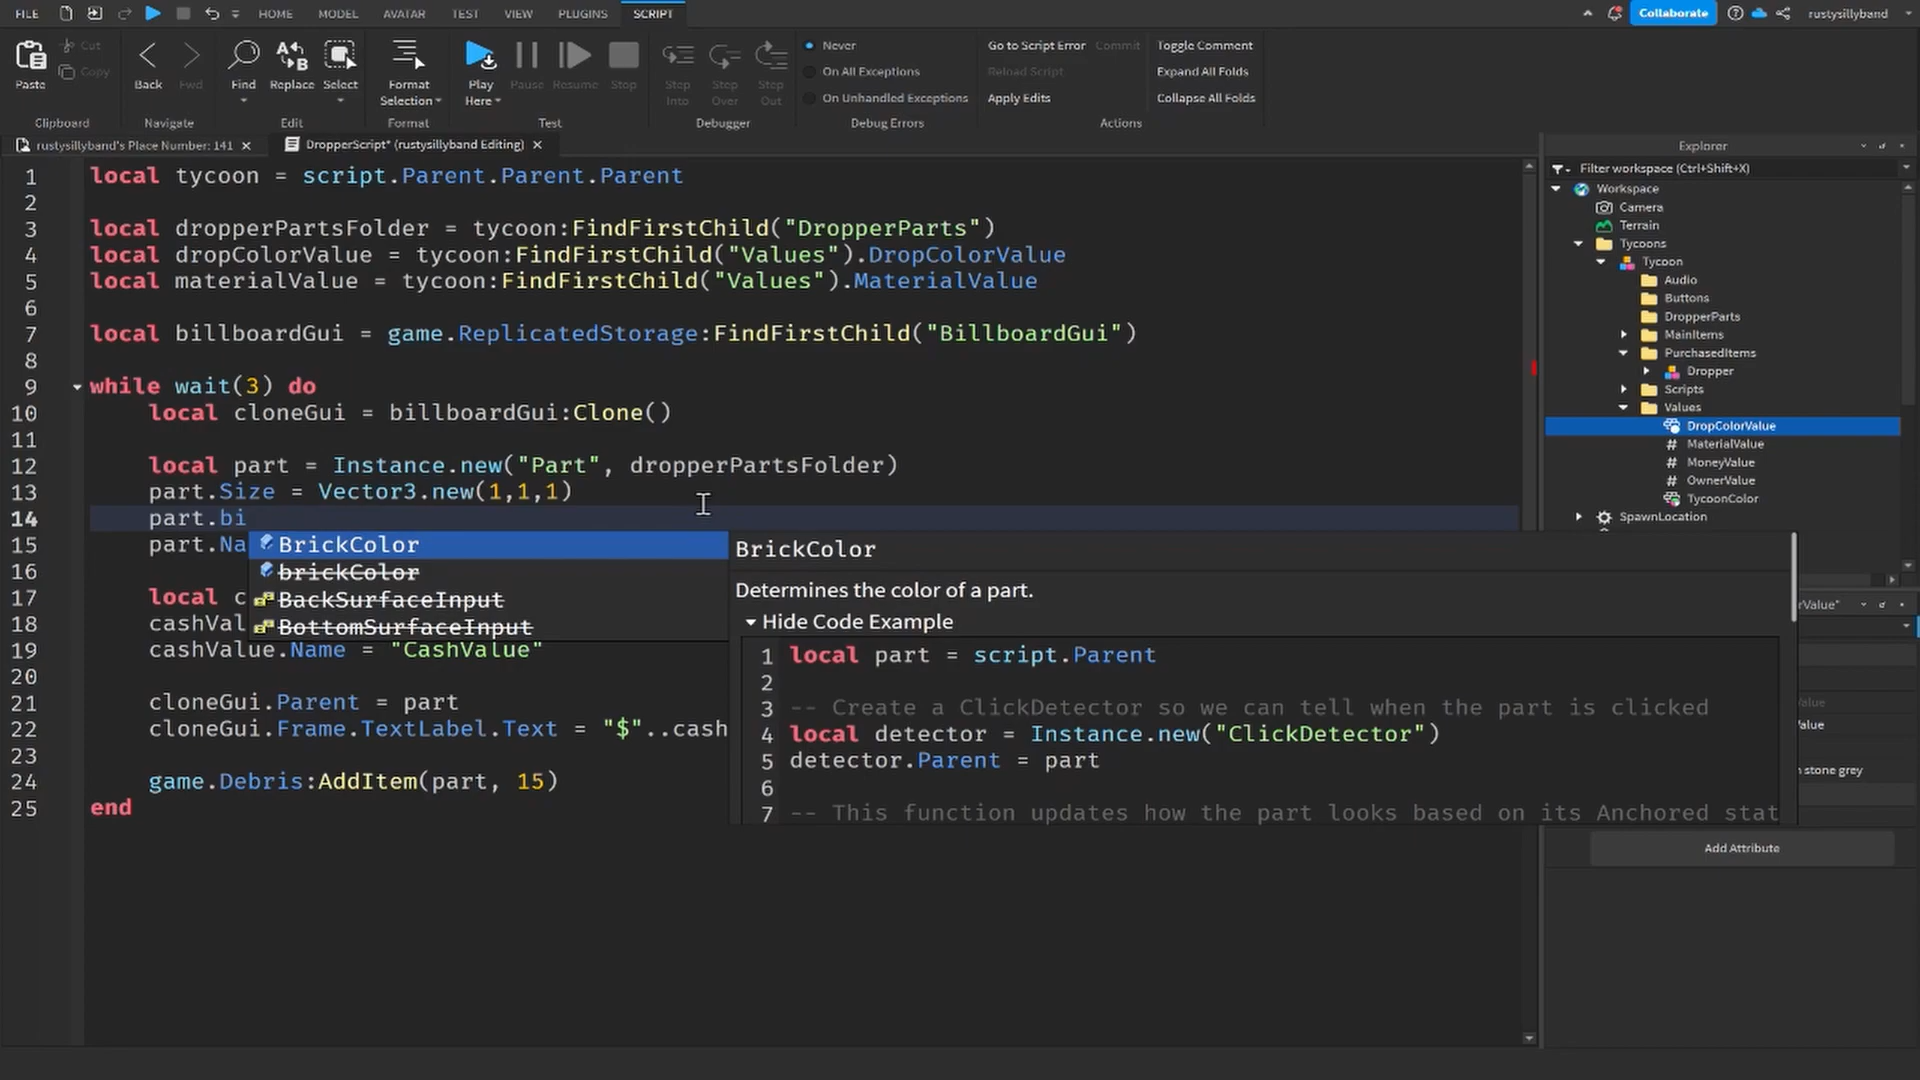 FILE HOME MODEL AVATAR TEST VIEW PLUGINS SCRIPT Collaborate rustysillyband
Paste Cut Copy Back Fwd Find Replace Select Format Selection Play Here Pause Resume Stop Step Into Step Over Step Out
Never Go to Script Error Commit Toggle Comment
On All Exceptions Reload Script Expand All Folds
On Unhandled Exceptions Apply Edits Collapse All Folds
Clipboard Navigate Edit Format Test Debugger Debug Errors Actions
rustysillyband's Place Number: 141 DropperScript* (rustysillyband Editing)
1 local tycoon = script.Parent.Parent.Parent
2
3 local dropperPartsFolder = tycoon:FindFirstChild("DropperParts")
4 local dropColorValue = tycoon:FindFirstChild("Values").DropColorValue
5 local materialValue = tycoon:FindFirstChild("Values").MaterialValue
6
7 local billboardGui = game.ReplicatedStorage:FindFirstChild("BillboardGui")
8
9 while wait(3) do
10 local cloneGui = billboardGui:Clone()
11
12 local part = Instance.new("Part", dropperPartsFolder)
13 part.Size = Vector3.new(1,1,1)
14 part.bi
15 part.Na
16
17 local c
18 cashVal
19 cashValue.Name = "CashValue"
20
21 cloneGui.Parent = part
22 cloneGui.Frame.TextLabel.Text = "$"..cash
23
24 game.Debris:AddItem(part, 15)
25 end
BrickColor
brickColor
BackSurfaceInput
BottomSurfaceInput
BrickColor
Determines the color of a part.
Hide Code Example
1 local part = script.Parent
2
3 -- Create a ClickDetector so we can tell when the part is clicked
4 local detector = Instance.new("ClickDetector")
5 detector.Parent = part
6
7 -- This function updates how the part looks based on its Anchored stat
Explorer
Filter workspace (Ctrl+Shift+X)
Workspace
Camera
Terrain
Tycoons
Tycoon
Audio
Buttons
DropperParts
MainItems
PurchasedItems
Dropper
Scripts
Values
DropColorValue
MaterialValue
MoneyValue
OwnerValue
TycoonColor
SpawnLocation
rValue"
alue
Value
n stone grey
Add Attribute